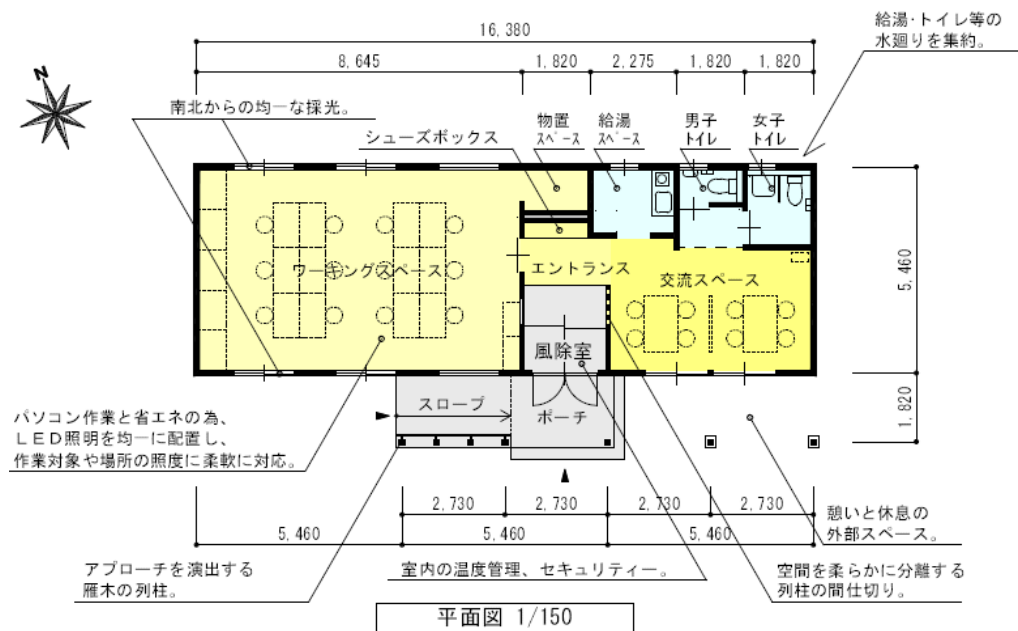 給湯･トイレ等の
水廻りを集約。
16,380
8,645
1,820
2,275
1,820
1,820
N
南北からの均一な採光。
シューズボックス
物置
スペース
給湯
スペース
男子
トイレ
女子
トイレ
ワーキングスペース
エントランス
交流スペース
5,460
風除室
スロープ
ポーチ
1,820
パソコン作業と省エネの為、
ＬＥＤ照明を均一に配置し、
作業対象や場所の照度に柔軟に対応。
2,730
2,730
2,730
2,730
5,460
5,460
5,460
憩いと休息の
外部スペース。
アプローチを演出する
雁木の列柱。
室内の温度管理、セキュリティー。
空間を柔らかに分離する
列柱の間仕切り。
平面図 1/150